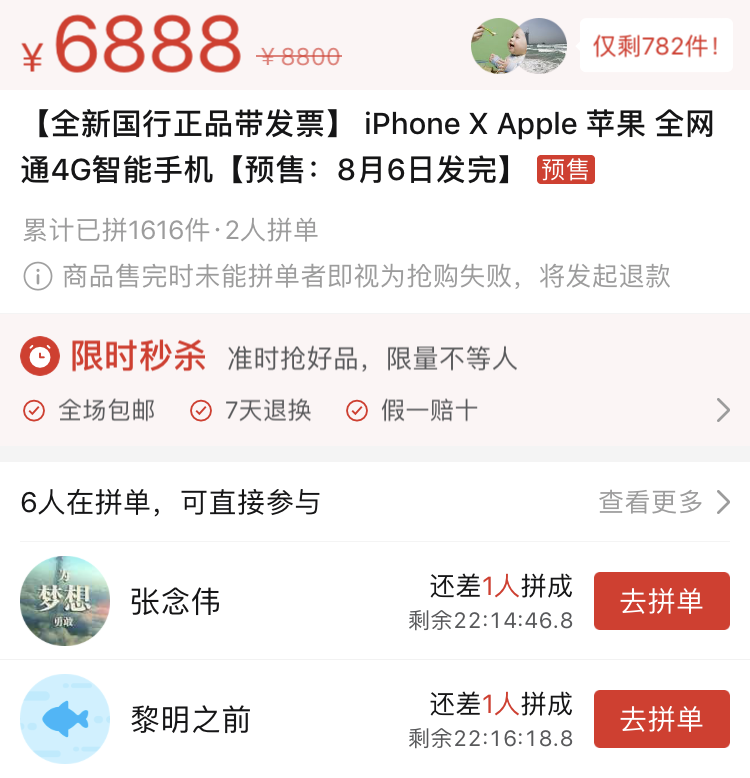 ¥6888 ¥8800 仅剩782件!
【全新国行正品带发票】 iPhone X Apple 苹果 全网
通4G智能手机【预售：8月6日发完】 预售
累计已拼1616件·2人拼单
商品售完时未能拼单者即视为抢购失败，将发起退款
限时秒杀 准时抢好品，限量不等人
全场包邮 7天退换 假一赔十
6人在拼单，可直接参与 查看更多
为
梦想
勇敢
张念伟
还差1人拼成
剩余22:14:46.8
去拼单
黎明之前
还差1人拼成
剩余22:16:18.8
去拼单